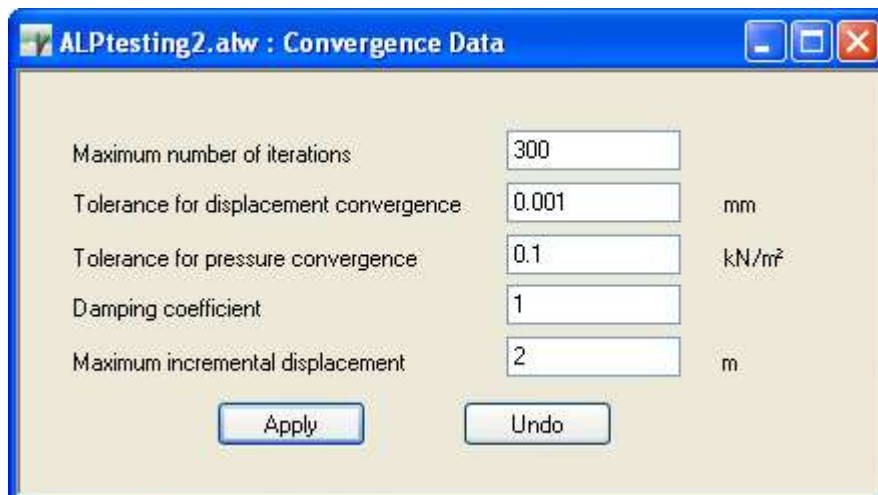 ALPtesting2.alw : Convergence Data
Maximum number of iterations 300
Tolerance for displacement convergence 0.001 mm
Tolerance for pressure convergence 0.1 kN/m²
Damping coefficient 1
Maximum incremental displacement 2 m
Apply Undo